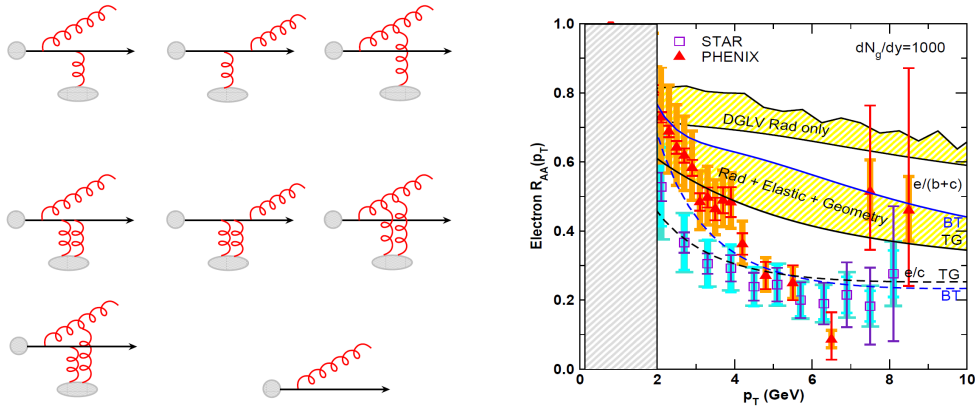 1.0
0.8
0.6
0.4
0.2
0.0
Electron R_AA(p_T)
STAR
PHENIX
dN_g/dy=1000
DGLV Rad only
Rad + Elastic + Geometry
e/(b+c)
BT
TG
e/c
TG
BT
0
2
4
6
8
10
p_T (GeV)